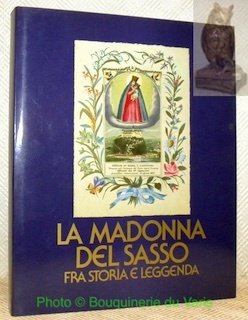 LA MADONNA
DEL SASSO
FRA STORIA E LEGGENDA
Photo © Bouquinerie du Varis